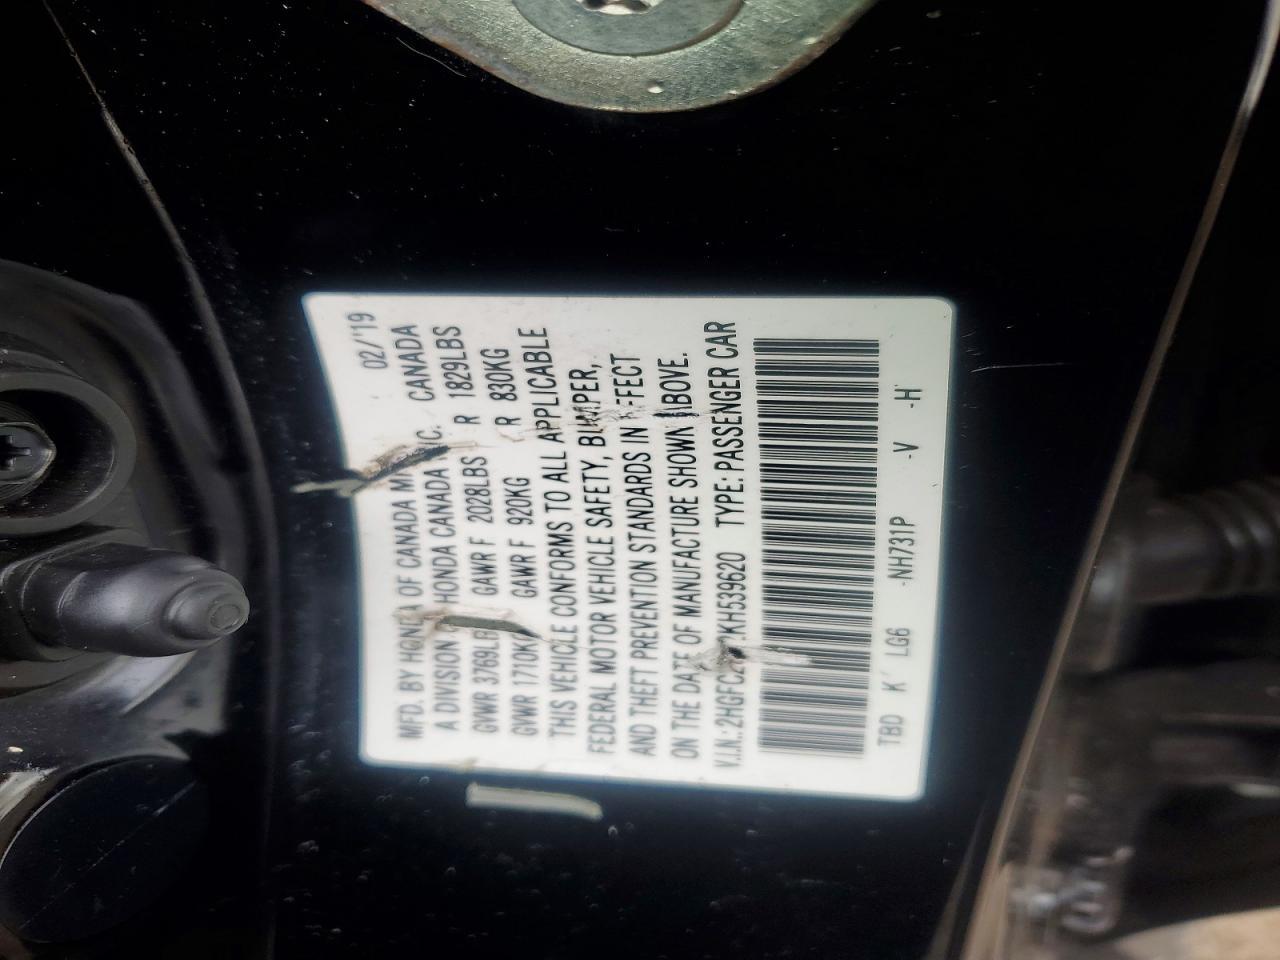 02/'19
MFD. BY HONDA OF CANADA INC. CANADA
A DIVISION HONDA CANADA INC.
GVWR 3769LBS GAWR F 2028LBS R 1829LBS
GVWR 1710KG GAWR F 920KG R 830KG
THIS VEHICLE CONFORMS TO ALL APPLICABLE
FEDERAL MOTOR VEHICLE SAFETY, BUMPER,
AND THEFT PREVENTION STANDARDS IN EFFECT
ON THE DATE OF MANUFACTURE SHOWN ABOVE.
V.I.N.: TYPE: PASSENGER CAR
TBD K LG6 -NH731P -V -H